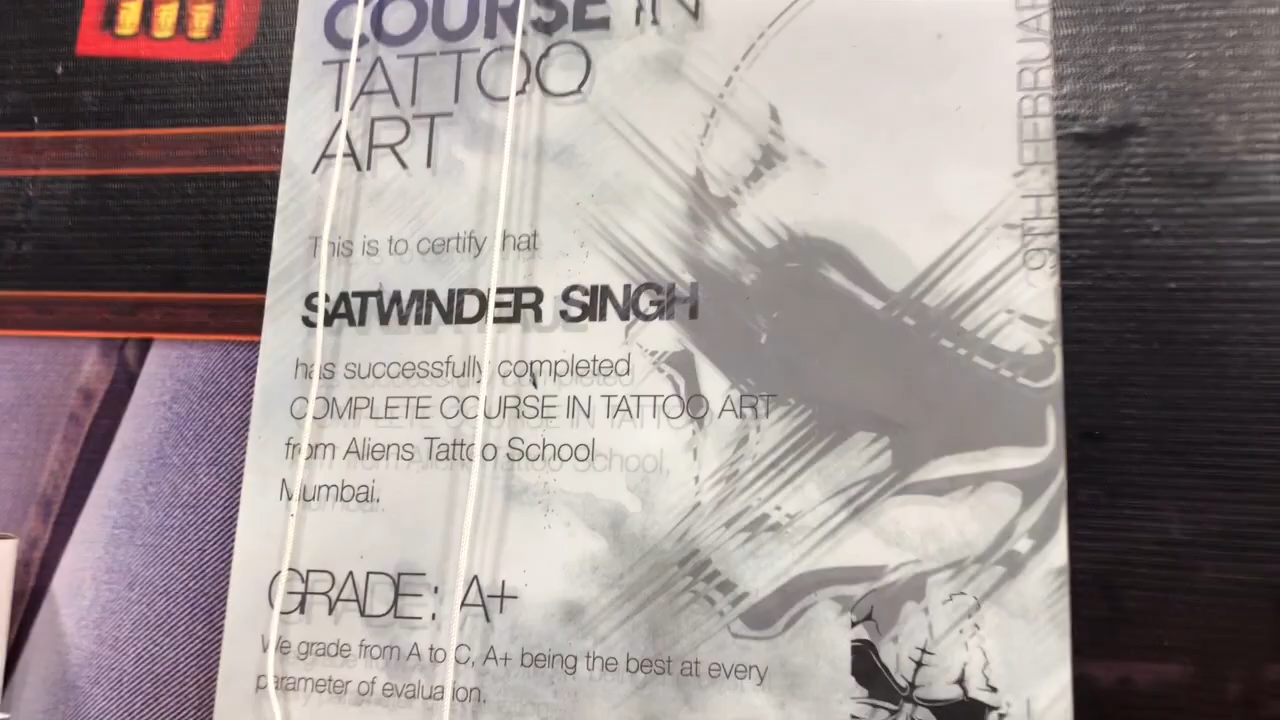 COURSE IN
TATTOO
ART
This is to certify that
SATWINDER SINGH
has successfully completed
COMPLETE COURSE IN TATTOO ART
from Aliens Tattoo School
Mumbai.
GRADE: A+
We grade from A to C, A+ being the best at every
parameter of evaluation.
9TH FEBRUAR